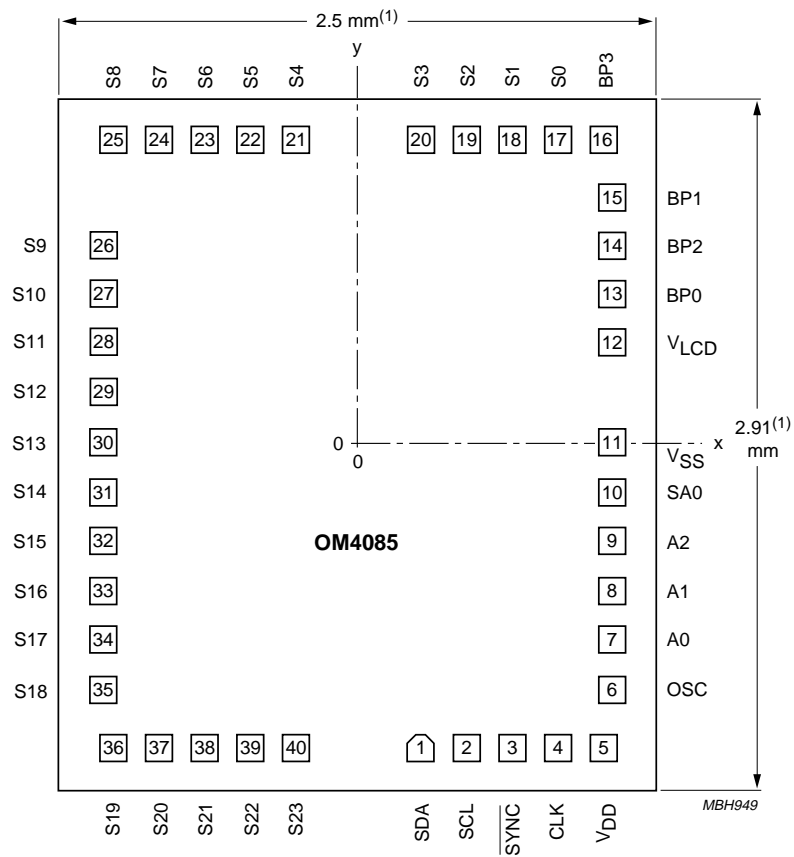 2.5 mm(1)
y
S8 S7 S6 S5 S4 S3 S2 S1 S0 BP3
25 24 23 22 21 20 19 18 17 16
15 BP1
S9 26 14 BP2
S10 27 13 BP0
S11 28 12 VLCD
S12 29
S13 30 0 11 x 2.91(1)
0 VSS mm
S14 31 10 SA0
S15 32 OM4085 9 A2
S16 33 8 A1
S17 34 7 A0
S18 35 6 OSC
36 37 38 39 40 1 2 3 4 5
S19 S20 S21 S22 S23 SDA SCL SYNC CLK VDD
MBH949